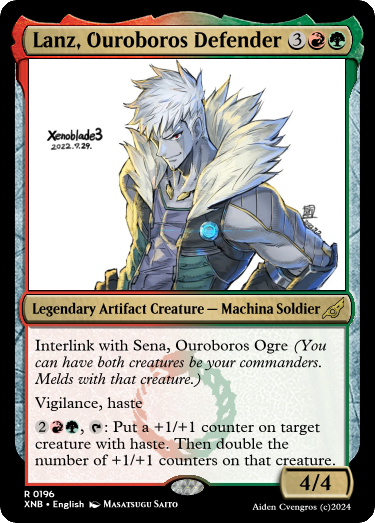 Lanz, Ouroboros Defender 3
Xenoblade3
2022.7.29.
Legendary Artifact Creature — Machina Soldier
Interlink with Sena, Ouroboros Ogre (You
can have both creatures be your commanders.
Melds with that creature.)
Vigilance, haste
2, : Put a +1/+1 counter on target
creature with haste. Then double the
number of +1/+1 counters on that creature.
4/4
R 0196
XNB • English MASATSUGU SAITO
Aiden Cvengros (c)2024